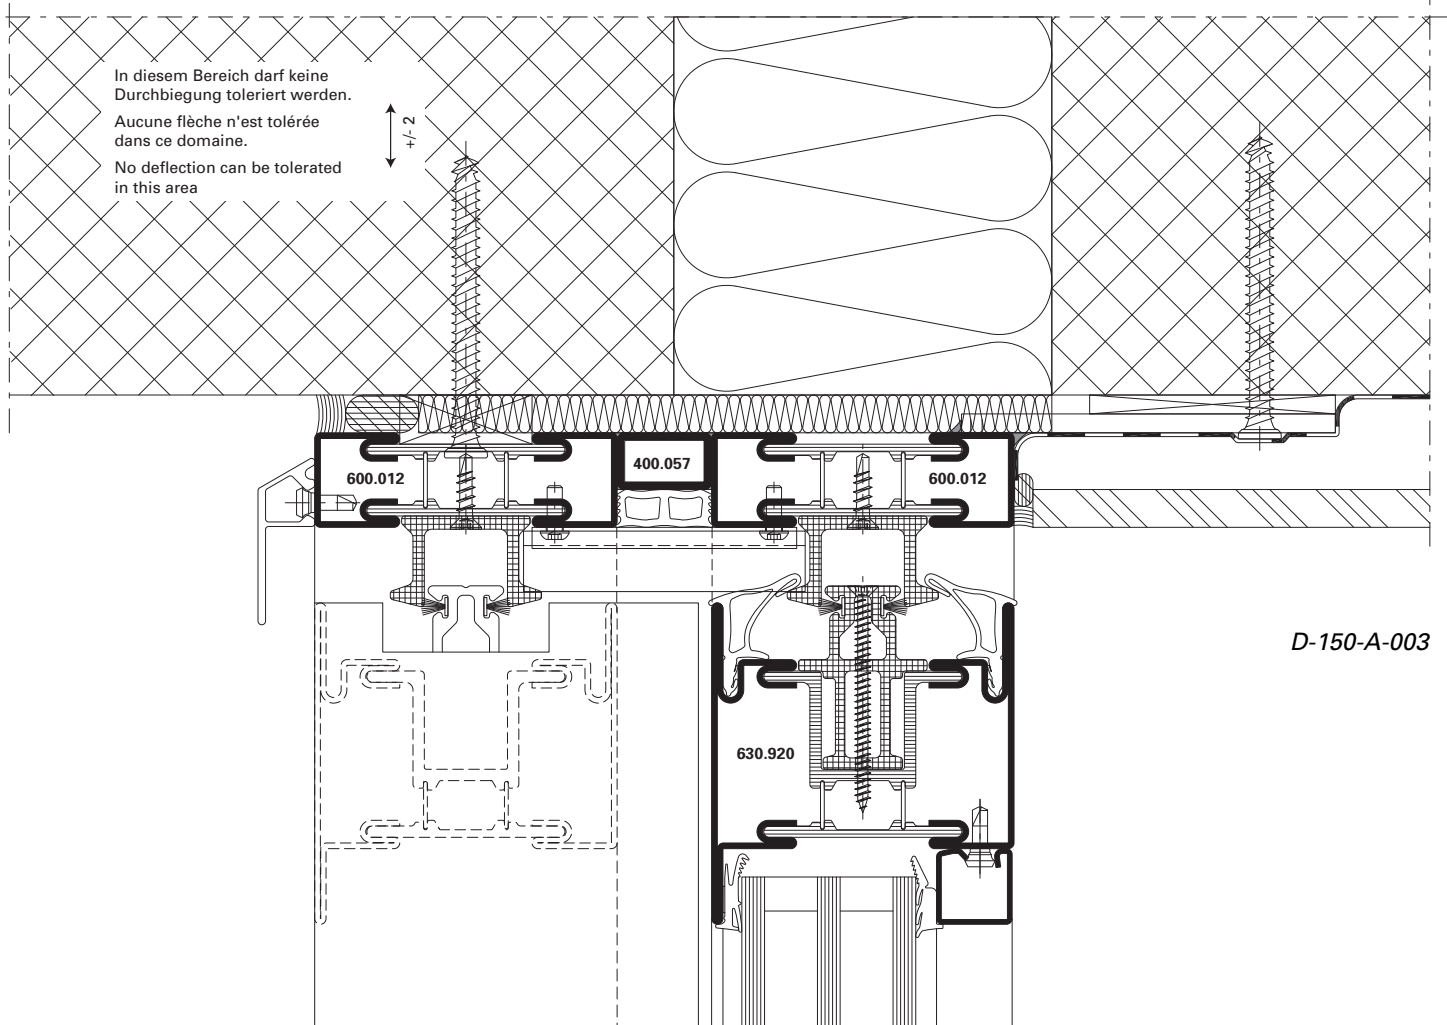 In diesem Bereich darf keine
Durchbiegung toleriert werden.
Aucune flèche n'est tolérée
dans ce domaine.
No deflection can be tolerated
in this area
+/- 2
600.012
400.057
600.012
D-150-A-003
630.920